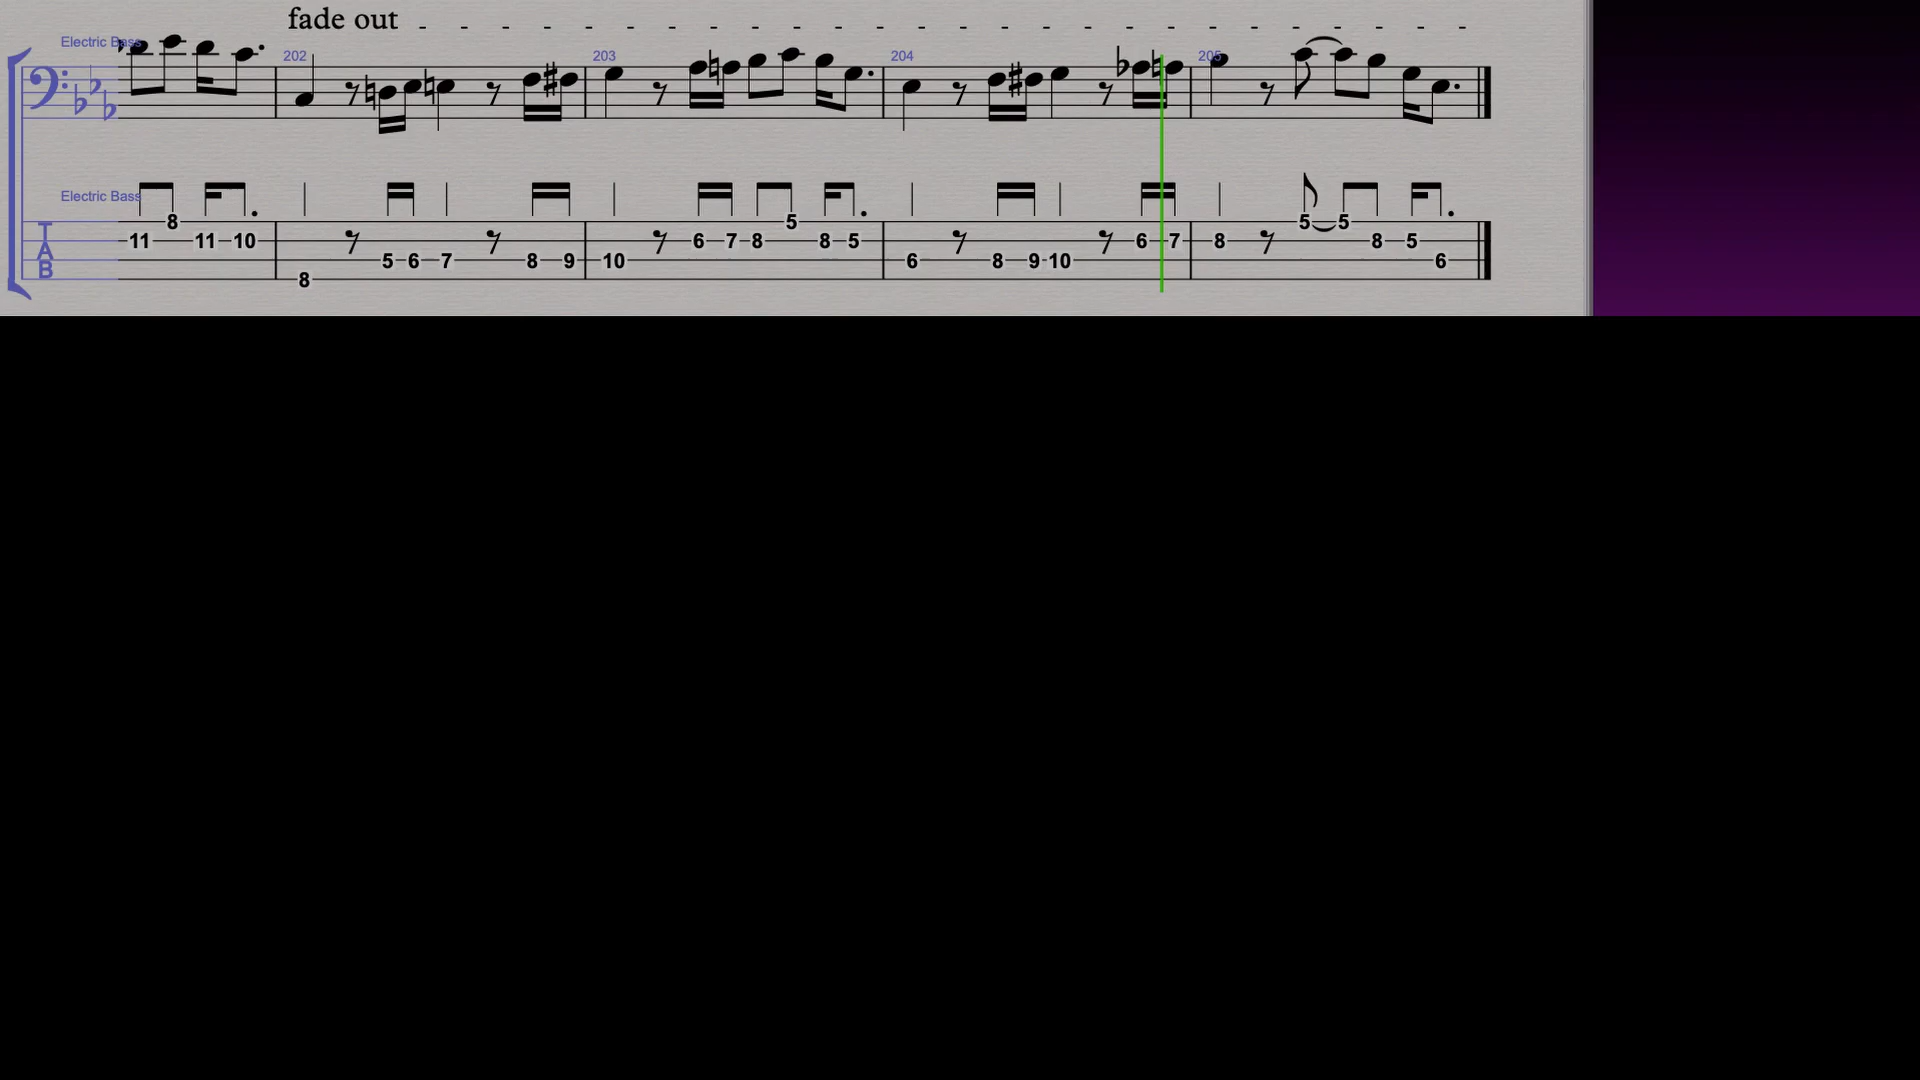 fade out - - - - - - - - - - - - - - - - - - - - - - - - - -
Electric Bass
202 203 204 205
Electric Bass
8 5 5 5
11 11 10 6 7 8 8 5 6 7 8 8 5
5 6 7 8 9 10 6 8 9 10 6
8
TAB